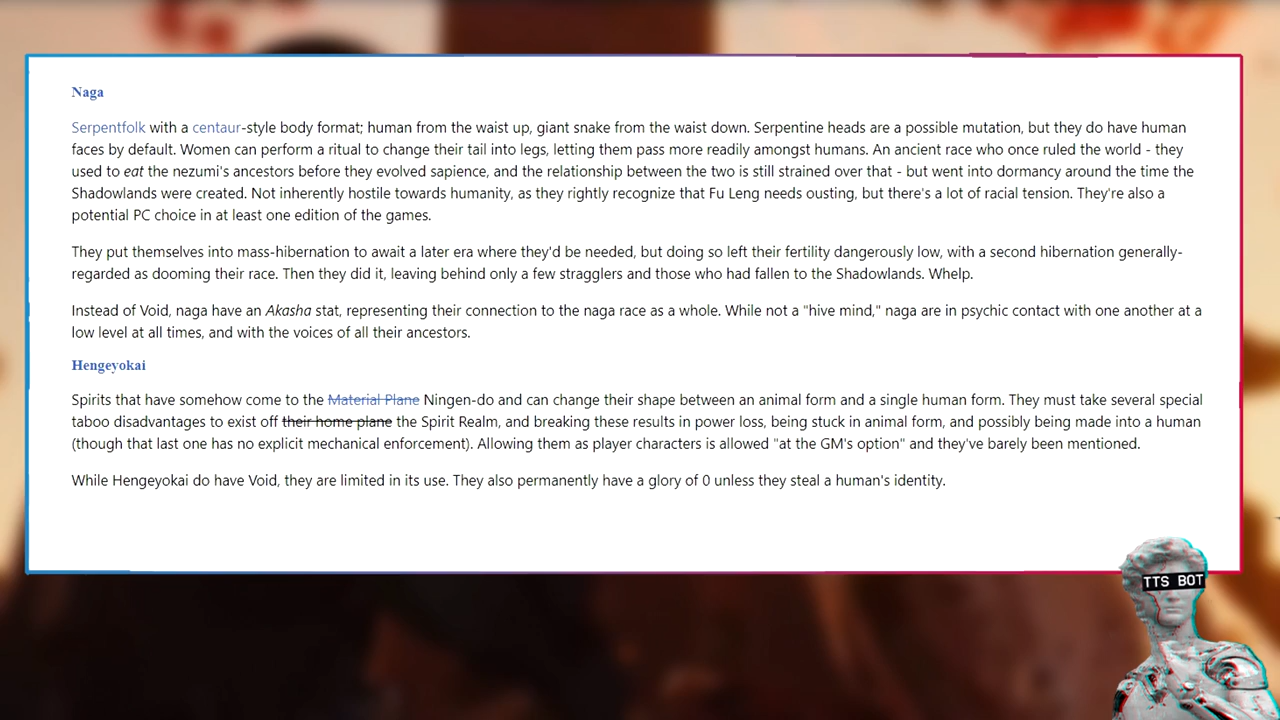 Naga
Serpentfolk with a centaur-style body format; human from the waist up, giant snake from the waist down. Serpentine heads are a possible mutation, but they do have human
faces by default. Women can perform a ritual to change their tail into legs, letting them pass more readily amongst humans. An ancient race who once ruled the world - they
used to eat the nezumi's ancestors before they evolved sapience, and the relationship between the two is still strained over that - but went into dormancy around the time the
Shadowlands were created. Not inherently hostile towards humanity, as they rightly recognize that Fu Leng needs ousting, but there's a lot of racial tension. They're also a
potential PC choice in at least one edition of the games.
They put themselves into mass-hibernation to await a later era where they'd be needed, but doing so left their fertility dangerously low, with a second hibernation generally-
regarded as dooming their race. Then they did it, leaving behind only a few stragglers and those who had fallen to the Shadowlands. Whelp.
Instead of Void, naga have an Akasha stat, representing their connection to the naga race as a whole. While not a "hive mind," naga are in psychic contact with one another at a
low level at all times, and with the voices of all their ancestors.
Hengeyokai
Spirits that have somehow come to the Material Plane Ningen-do and can change their shape between an animal form and a single human form. They must take several special
taboo disadvantages to exist off their home plane the Spirit Realm, and breaking these results in power loss, being stuck in animal form, and possibly being made into a human
(though that last one has no explicit mechanical enforcement). Allowing them as player characters is allowed "at the GM's option" and they've barely been mentioned.
While Hengeyokai do have Void, they are limited in its use. They also permanently have a glory of 0 unless they steal a human's identity.
TTS BOT